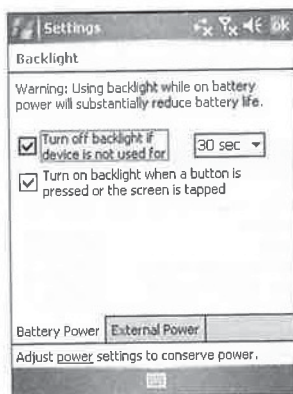 Settings
ok
Backlight
Warning: Using backlight while on battery
power will substantially reduce battery life.
Turn off backlight if
device is not used for
30 sec
Turn on backlight when a button is
pressed or the screen is tapped
Battery Power
External Power
Adjust power settings to conserve power.